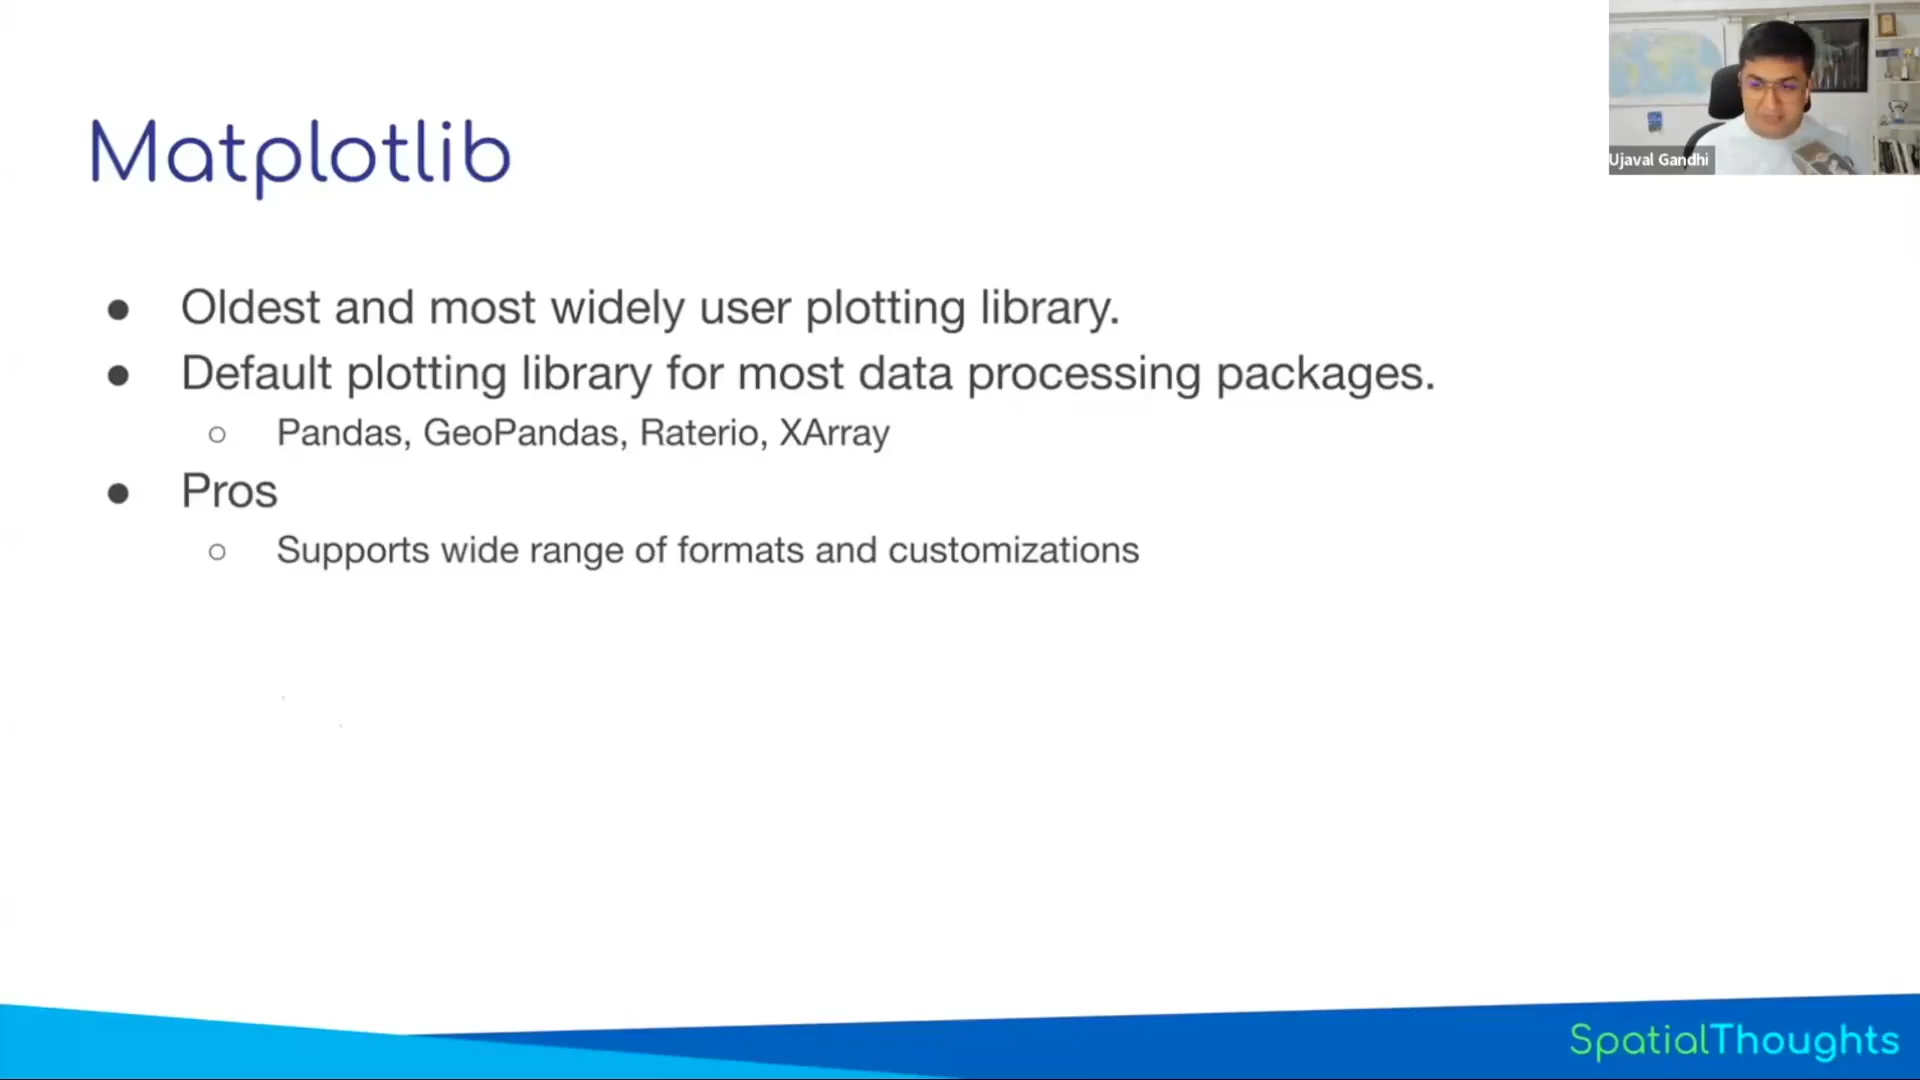 Matplotlib
Ujaval Gandhi
● Oldest and most widely user plotting library.
● Default plotting library for most data processing packages.
○ Pandas, GeoPandas, Raterio, XArray
● Pros
○ Supports wide range of formats and customizations
SpatialThoughts